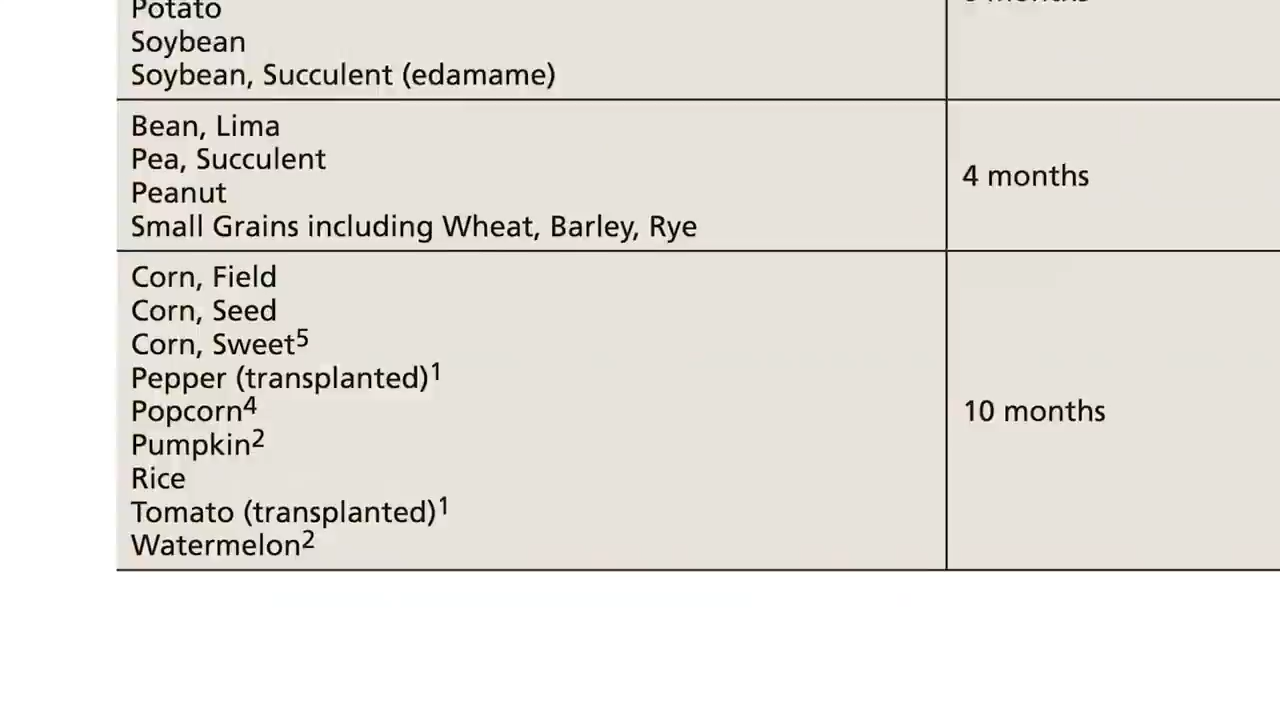 Potato
Soybean
Soybean, Succulent (edamame)
months
Bean, Lima
Pea, Succulent
Peanut
Small Grains including Wheat, Barley, Rye
4 months
Corn, Field
Corn, Seed
Corn, Sweet5
Pepper (transplanted)1
Popcorn4
Pumpkin2
Rice
Tomato (transplanted)1
Watermelon2
10 months